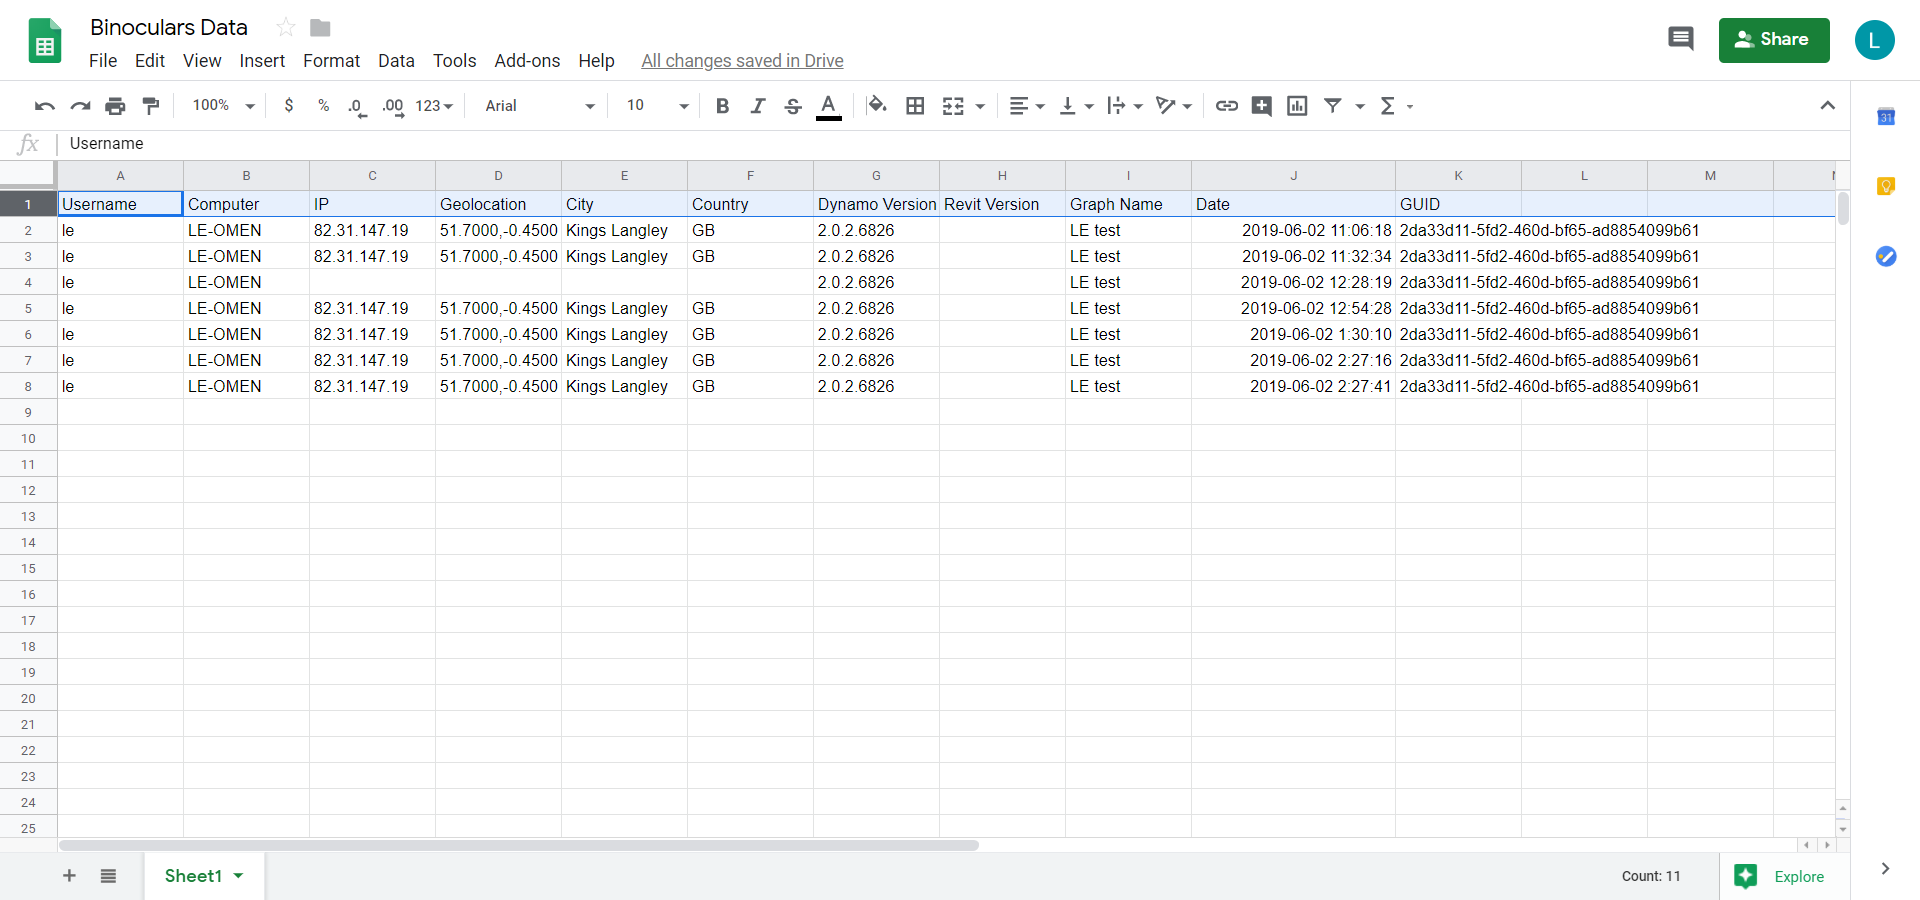 Binoculars Data
File Edit View Insert Format Data Tools Add-ons Help All changes saved in Drive
Share
L
100% $ % .0 .00 123 Arial 10 B I S A
31
fx Username
A B C D E F G H I J K L M
1 Username Computer IP Geolocation City Country Dynamo Version Revit Version Graph Name Date GUID
2 le LE-OMEN 82.31.147.19 51.7000,-0.4500 Kings Langley GB 2.0.2.6826 LE test 2019-06-02 11:06:18 2da33d11-5fd2-460d-bf65-ad8854099b61
3 le LE-OMEN 82.31.147.19 51.7000,-0.4500 Kings Langley GB 2.0.2.6826 LE test 2019-06-02 11:32:34 2da33d11-5fd2-460d-bf65-ad8854099b61
4 le LE-OMEN 2.0.2.6826 LE test 2019-06-02 12:28:19 2da33d11-5fd2-460d-bf65-ad8854099b61
5 le LE-OMEN 82.31.147.19 51.7000,-0.4500 Kings Langley GB 2.0.2.6826 LE test 2019-06-02 12:54:28 2da33d11-5fd2-460d-bf65-ad8854099b61
6 le LE-OMEN 82.31.147.19 51.7000,-0.4500 Kings Langley GB 2.0.2.6826 LE test 2019-06-02 1:30:10 2da33d11-5fd2-460d-bf65-ad8854099b61
7 le LE-OMEN 82.31.147.19 51.7000,-0.4500 Kings Langley GB 2.0.2.6826 LE test 2019-06-02 2:27:16 2da33d11-5fd2-460d-bf65-ad8854099b61
8 le LE-OMEN 82.31.147.19 51.7000,-0.4500 Kings Langley GB 2.0.2.6826 LE test 2019-06-02 2:27:41 2da33d11-5fd2-460d-bf65-ad8854099b61
9
10
11
12
13
14
15
16
17
18
19
20
21
22
23
24
25
Sheet1
Count: 11
Explore